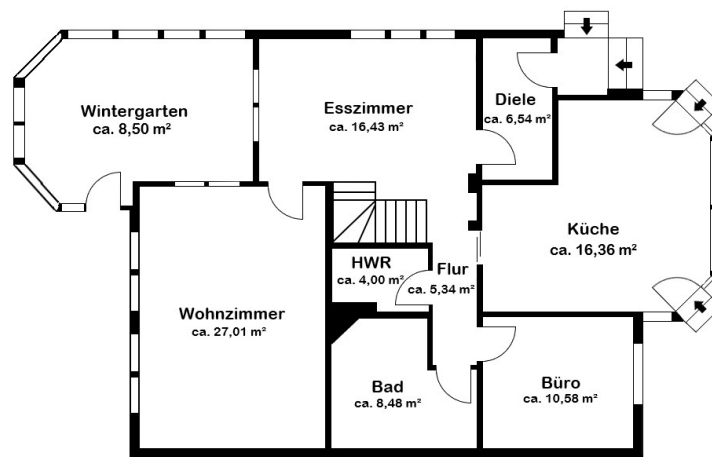 Wintergarten
ca. 8,50 m²
Esszimmer
ca. 16,43 m²
Diele
ca. 6,54 m²
Küche
ca. 16,36 m²
HWR
ca. 4,00 m²
Flur
ca. 5,34 m²
Wohnzimmer
ca. 27,01 m²
Bad
ca. 8,48 m²
Büro
ca. 10,58 m²